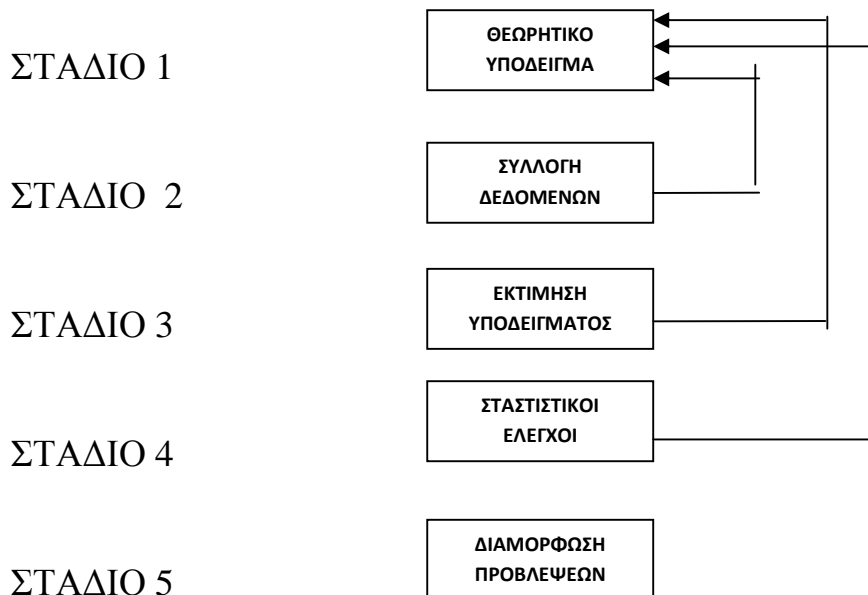 ΣΤΑΔΙΟ 1
ΘΕΩΡΗΤΙΚΟ
ΥΠΟΔΕΙΓΜΑ
ΣΤΑΔΙΟ 2
ΣΥΛΛΟΓΗ
ΔΕΔΟΜΕΝΩΝ
ΣΤΑΔΙΟ 3
ΕΚΤΙΜΗΣΗ
ΥΠΟΔΕΙΓΜΑΤΟΣ
ΣΤΑΔΙΟ 4
ΣΤΑΣΤΙΣΤΙΚΟΙ
ΕΛΕΓΧΟΙ
ΣΤΑΔΙΟ 5
ΔΙΑΜΟΡΦΩΣΗ
ΠΡΟΒΛΕΨΕΩΝ